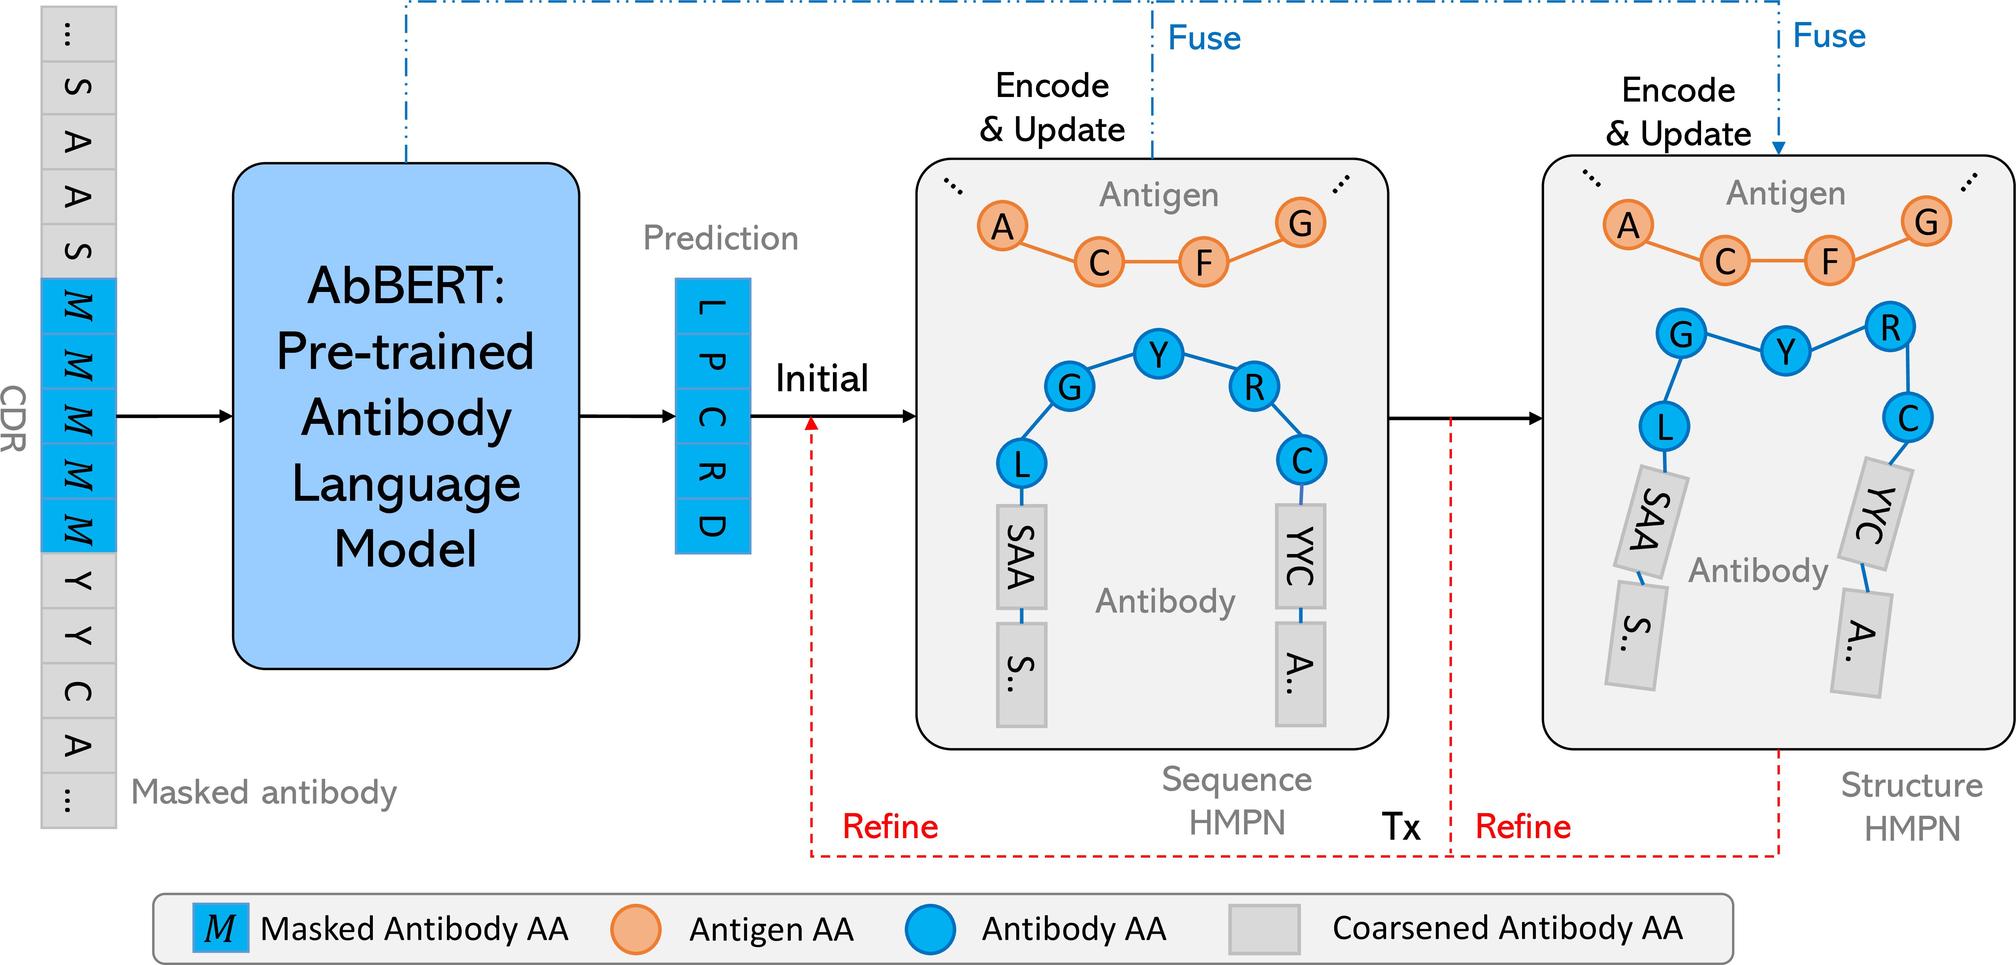 CDR
...
S
A
A
S
M
M
M
M
M
Y
Y
C
A
...
Masked antibody
AbBERT:
Pre-trained
Antibody
Language
Model
Prediction
L
P
C
R
D
Initial
Fuse
Encode
& Update
... Antigen ...
A C F G
G Y R
L C
SAA YYC
Antibody
S.. A..
Sequence
HMPN
Fuse
Encode
& Update
... Antigen ...
A C F G
G Y R
L C
SAA YYC
Antibody
S.. A..
Structure
HMPN
Refine Tx Refine
M Masked Antibody AA Antigen AA Antibody AA Coarsened Antibody AA